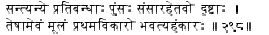 सन्त्यन्ये प्रतिबन्धाः पुंसः संसारहेतवो दृष्टाः ।
तेषामेवं मूलं प्रथमविकारो भवत्यहंकारः ॥ २९८॥